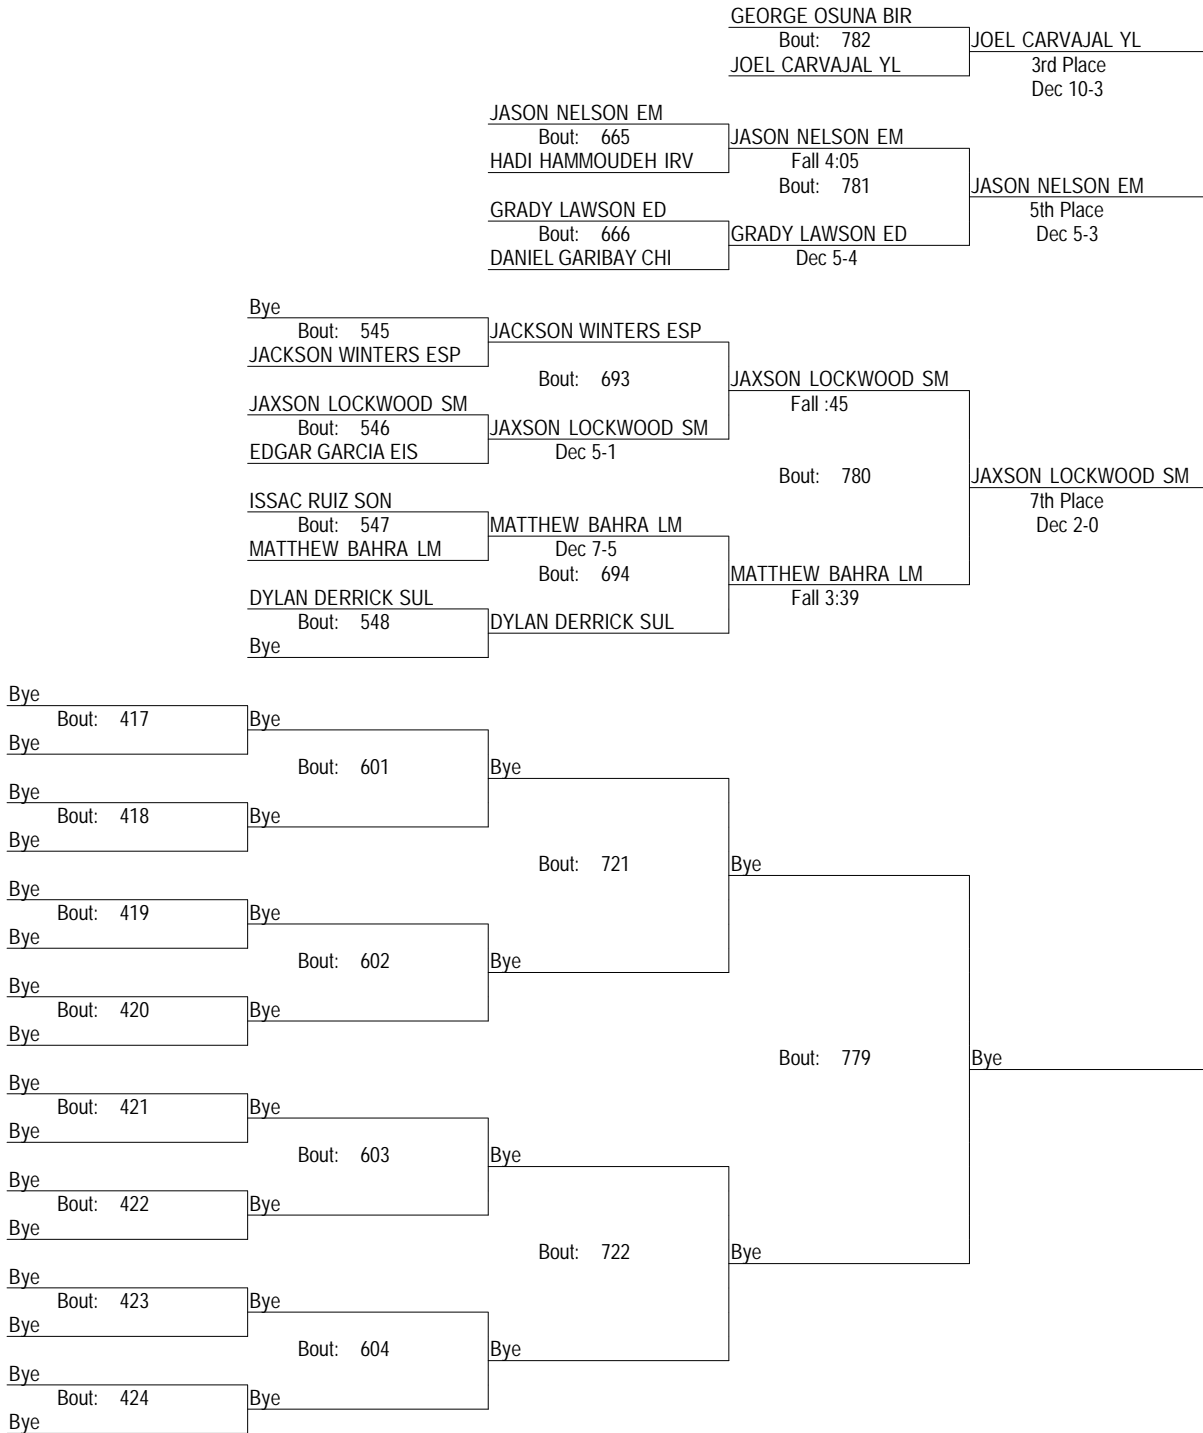 GEORGE OSUNA BIR
Bout: 782
JOEL CARVAJAL YL
JOEL CARVAJAL YL
3rd Place
Dec 10-3
JASON NELSON EM
Bout: 665
HADI HAMMOUDEH IRV
JASON NELSON EM
Fall 4:05
Bout: 781
JASON NELSON EM
5th Place
Dec 5-3
GRADY LAWSON ED
Bout: 666
DANIEL GARIBAY CHI
GRADY LAWSON ED
Dec 5-4
Bye
Bout: 545
JACKSON WINTERS ESP
JACKSON WINTERS ESP
Bout: 693
JAXSON LOCKWOOD SM
Fall :45
JAXSON LOCKWOOD SM
Bout: 546
EDGAR GARCIA EIS
JAXSON LOCKWOOD SM
Dec 5-1
Bout: 780
JAXSON LOCKWOOD SM
7th Place
Dec 2-0
ISSAC RUIZ SON
Bout: 547
MATTHEW BAHRA LM
MATTHEW BAHRA LM
Dec 7-5
Bout: 694
MATTHEW BAHRA LM
Fall 3:39
DYLAN DERRICK SUL
Bout: 548
Bye
DYLAN DERRICK SUL
Bye
Bout: 417
Bye
Bye
Bout: 601
Bye
Bye
Bout: 418
Bye
Bye
Bout: 721
Bye
Bye
Bout: 419
Bye
Bye
Bout: 602
Bye
Bye
Bout: 420
Bye
Bye
Bout: 779
Bye
Bye
Bout: 421
Bye
Bye
Bout: 603
Bye
Bye
Bout: 422
Bye
Bye
Bout: 722
Bye
Bye
Bout: 423
Bye
Bye
Bout: 604
Bye
Bye
Bout: 424
Bye
Bye